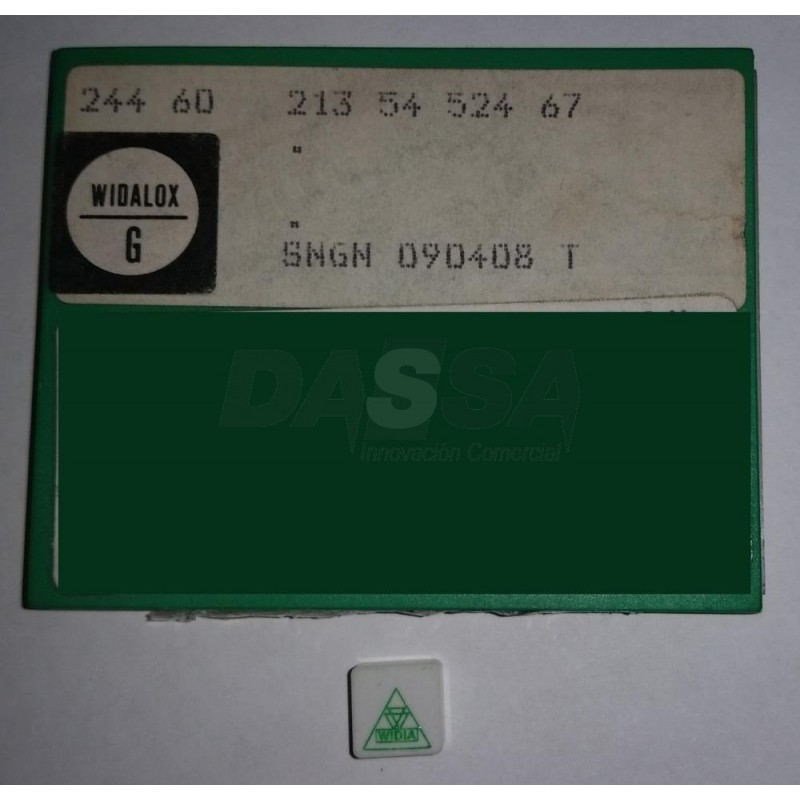 244 60 213 54 524 67
"
WIDALOX
"
G
SNGN 090408 T
DASSA
Innovación Comercial
WIDIA